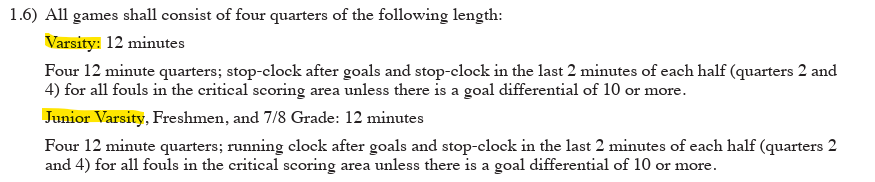 1.6) All games shall consist of four quarters of the following length:
Varsity: 12 minutes
Four 12 minute quarters; stop-clock after goals and stop-clock in the last 2 minutes of each half (quarters 2 and
4) for all fouls in the critical scoring area unless there is a goal differential of 10 or more.
Junior Varsity, Freshmen, and 7/8 Grade: 12 minutes
Four 12 minute quarters; running clock after goals and stop-clock in the last 2 minutes of each half (quarters 2
and 4) for all fouls in the critical scoring area unless there is a goal differential of 10 or more.